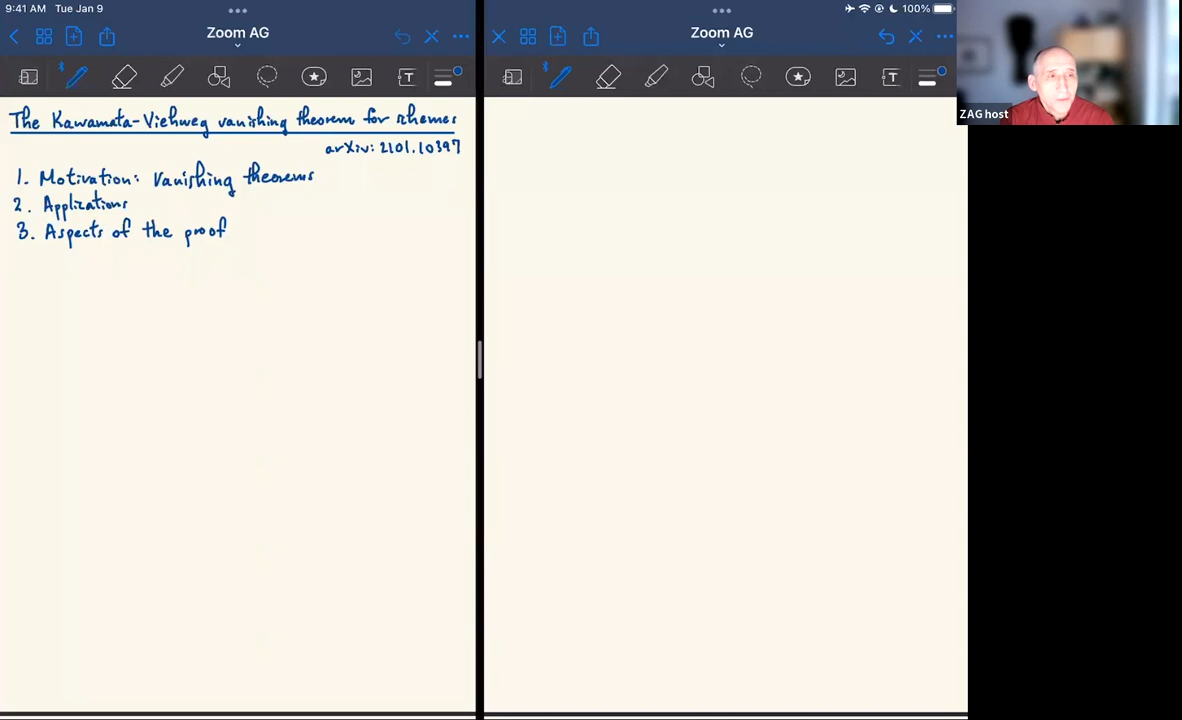 9:41 AM Tue Jan 9
100%
Zoom AG
Zoom AG
T
T
ZAG host
The Kawamata-Viehweg vanishing theorem for schemes
arXiv: 2101.10397
1. Motivation: Vanishing theorems
2. Applications
3. Aspects of the proof